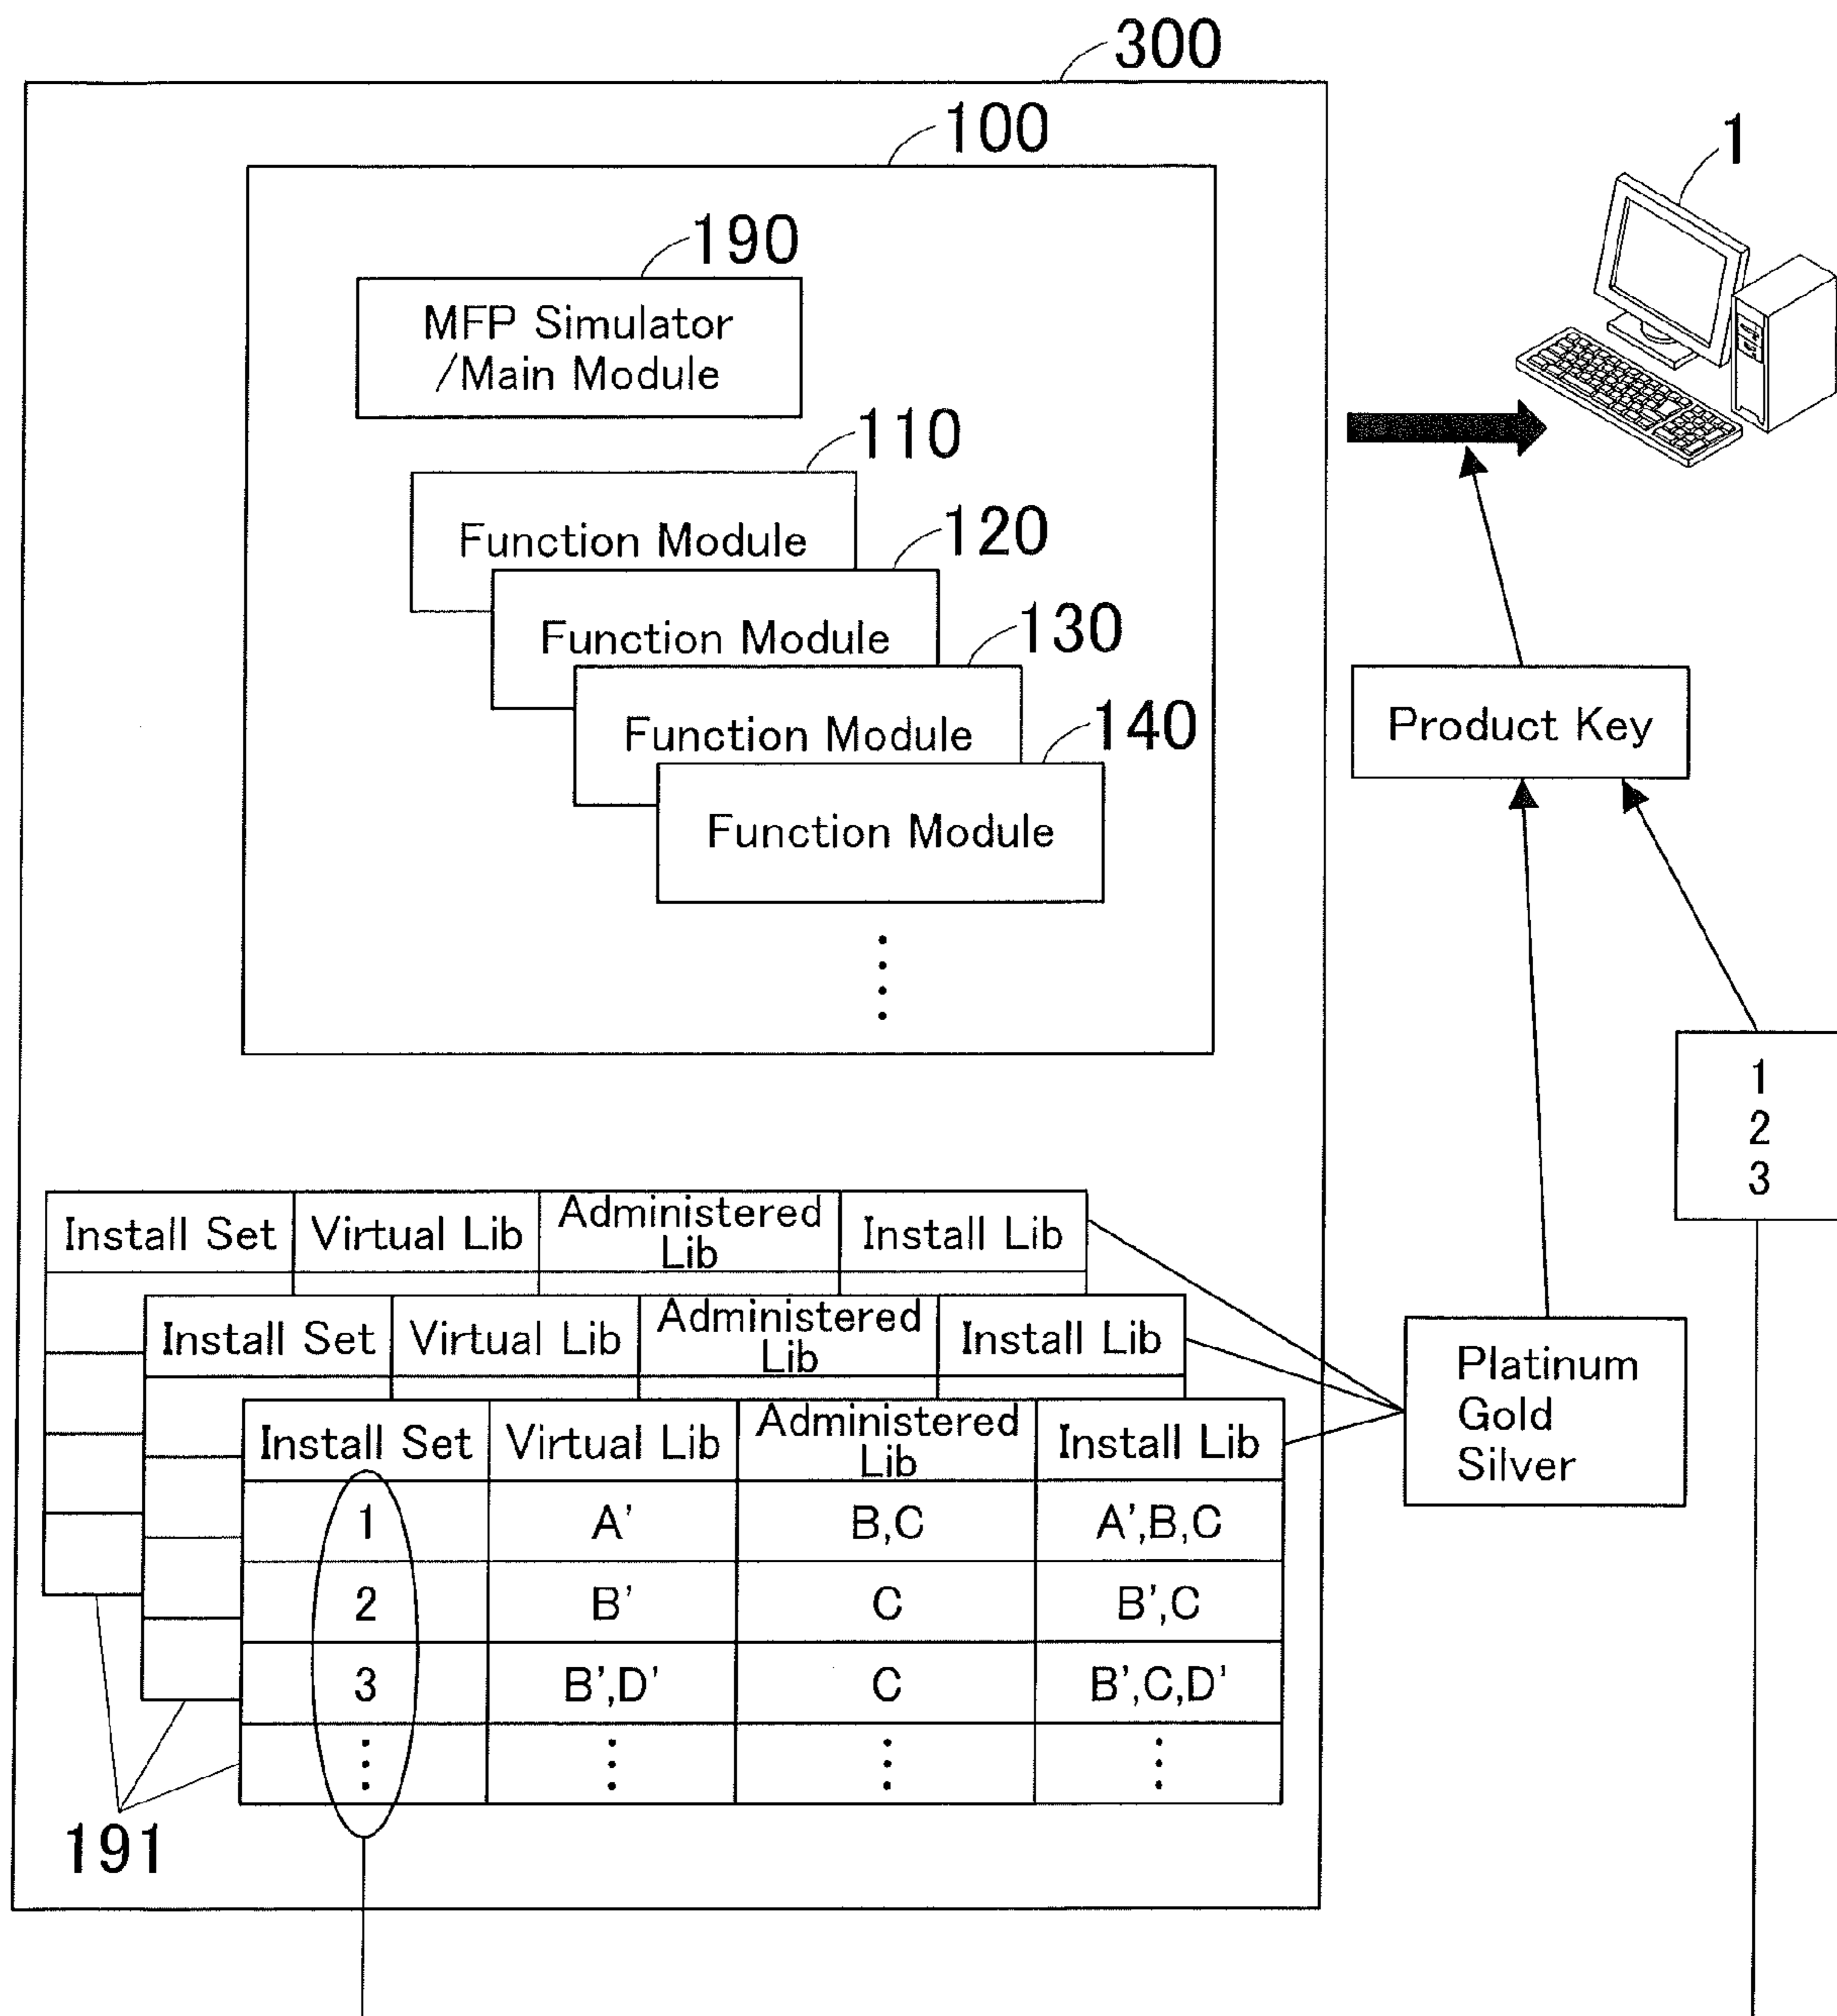 300
100
1
190
MFP Simulator
/Main Module
110
Function Module
120
Function Module
130
Function Module
140
Function Module
Product Key
1
2
3
Install Set Virtual Lib Administered Lib Install Lib
Install Set Virtual Lib Administered Lib Install Lib
Platinum
Gold
Silver
Install Set Virtual Lib Administered Lib Install Lib
1 A' B,C A',B,C
2 B' C B',C
3 B',D' C B',C,D'
191